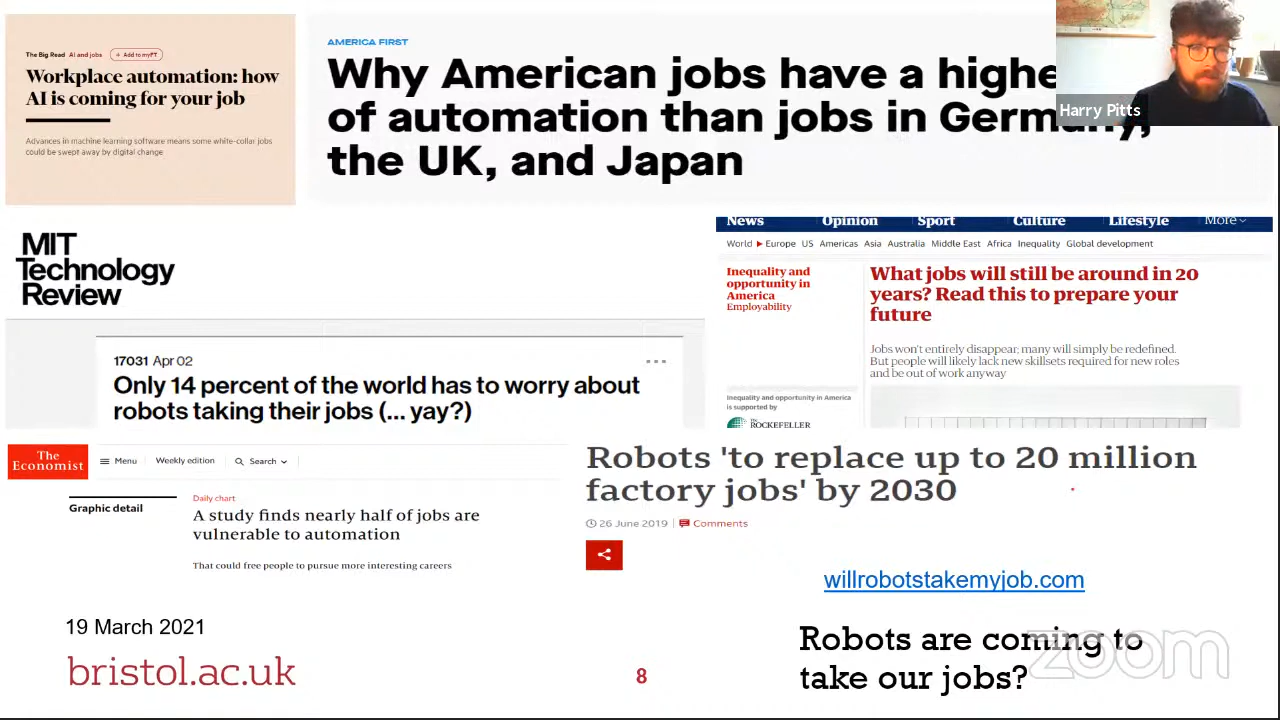 The Big Read AI and jobs + Add to myFT
Workplace automation: how
AI is coming for your job
Advances in machine learning software means some white-collar jobs
could be swept away by digital change
AMERICA FIRST
Why American jobs have a highe
of automation than jobs in Germany,
the UK, and Japan
Harry Pitts
MIT
Technology
Review
17031 Apr 02
Only 14 percent of the world has to worry about
robots taking their jobs (... yay?)
News Opinion Sport Culture Lifestyle More
World Europe US Americas Asia Australia Middle East Africa Inequality Global development
Inequality and
opportunity in
America
Employability
What jobs will still be around in 20
years? Read this to prepare your
future
Jobs won't entirely disappear; many will simply be redefined.
But people will likely lack new skillsets required for new roles
and be out of work anyway
Inequality and opportunity in America
is supported by
The
ROCKEFELLER
The
Economist
Menu Weekly edition Search
Graphic detail
Daily chart
A study finds nearly half of jobs are
vulnerable to automation
That could free people to pursue more interesting careers
Robots 'to replace up to 20 million
factory jobs' by 2030
26 June 2019 Comments
willrobotstakemyjob.com
19 March 2021
bristol.ac.uk
8
Robots are coming to
take our jobs?
zoom